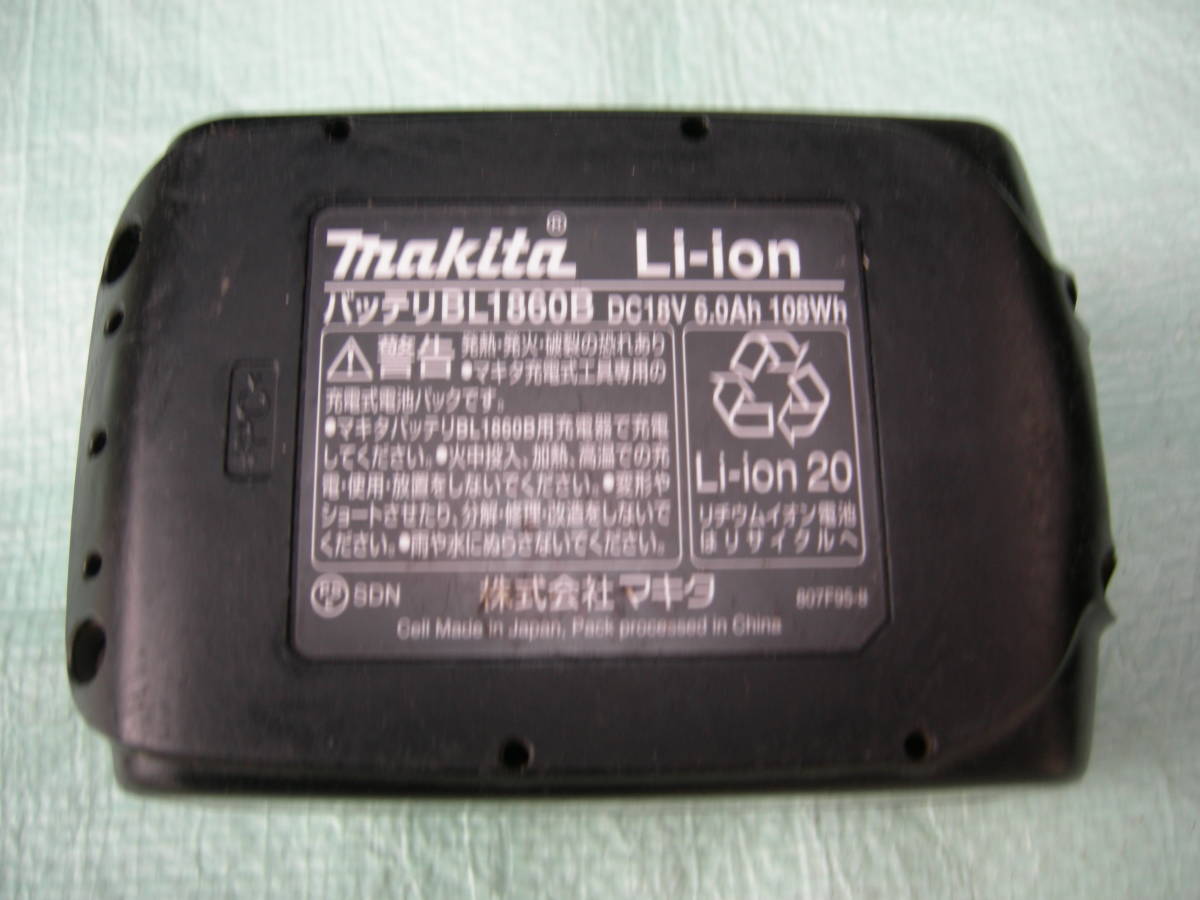 makita® Li-ion
バッテリBL1860B DC18V 6.0Ah 108Wh
警告 発熱・発火・破裂の恐れあり
●マキタ充電式工具専用の
充電式電池パックです。
●マキタバッテリBL1860B用充電器で充電
してください。●火中投入、加熱、高温での充
電・使用・放置をしないでください。●変形や
ショートさせたり、分解・修理・改造をしないで
ください。●雨や水にぬらさないでください。
Li-ion 20
リチウムイオン電池
はリサイクルへ
PSE SDN 株式会社マキタ
Cell Made in Japan, Pack processed in China